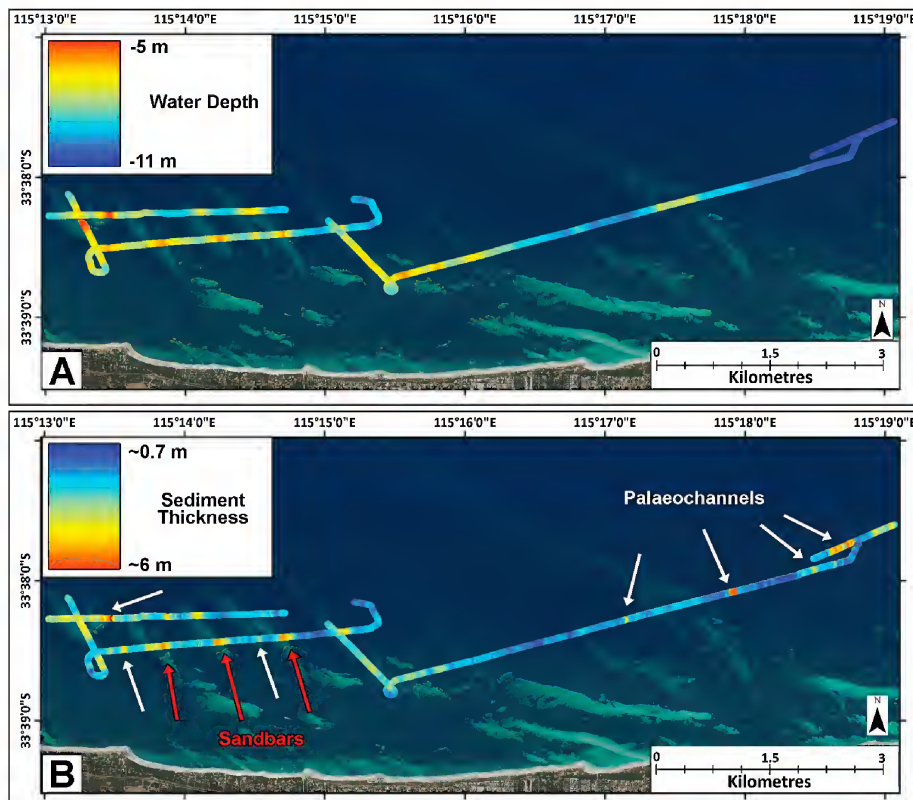 115°13'0"E 115°14'0"E 115°15'0"E 115°16'0"E 115°17'0"E 115°18'0"E 115°19'0"E
-5 m
Water Depth
-11 m
33°38'0"S
33°39'0"S
A
N
0 1.5 3
Kilometres
115°13'0"E 115°14'0"E 115°15'0"E 115°16'0"E 115°17'0"E 115°18'0"E 115°19'0"E
~0.7 m
Sediment
Thickness
~6 m
Palaeochannels
33°38'0"S
33°39'0"S
Sandbars
B
N
0 1.5 3
Kilometres